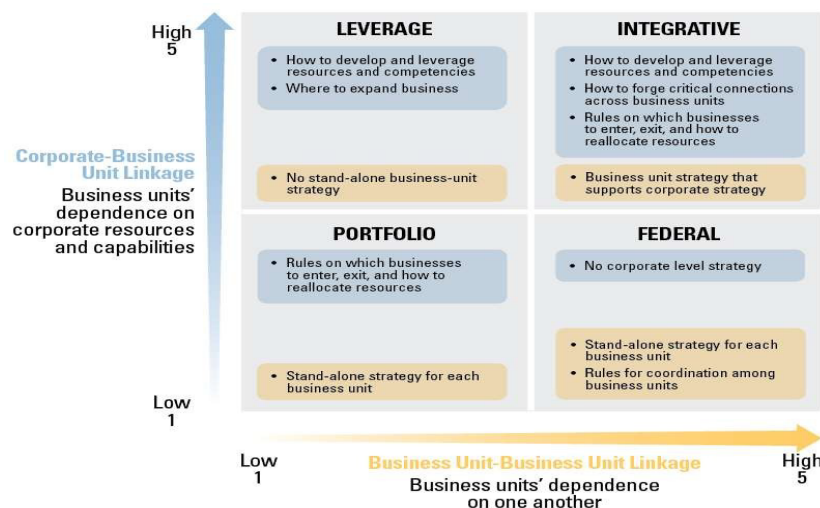 High
5
Corporate-Business
Unit Linkage
Business units’
dependence on
corporate resources
and capabilities
Low
1
LEVERAGE
• How to develop and leverage
resources and competencies
• Where to expand business
• No stand-alone business-unit
strategy
INTEGRATIVE
• How to develop and leverage
resources and competencies
• How to forge critical connections
across business units
• Rules on which businesses
to enter, exit, and how to
reallocate resources
• Business unit strategy that
supports corporate strategy
PORTFOLIO
• Rules on which businesses
to enter, exit, and how to
reallocate resources
• Stand-alone strategy for each
business unit
FEDERAL
• No corporate level strategy
• Stand-alone strategy for each
business unit
• Rules for coordination among
business units
Low
1
Business Unit-Business Unit Linkage
Business units’ dependence
on one another
High
5